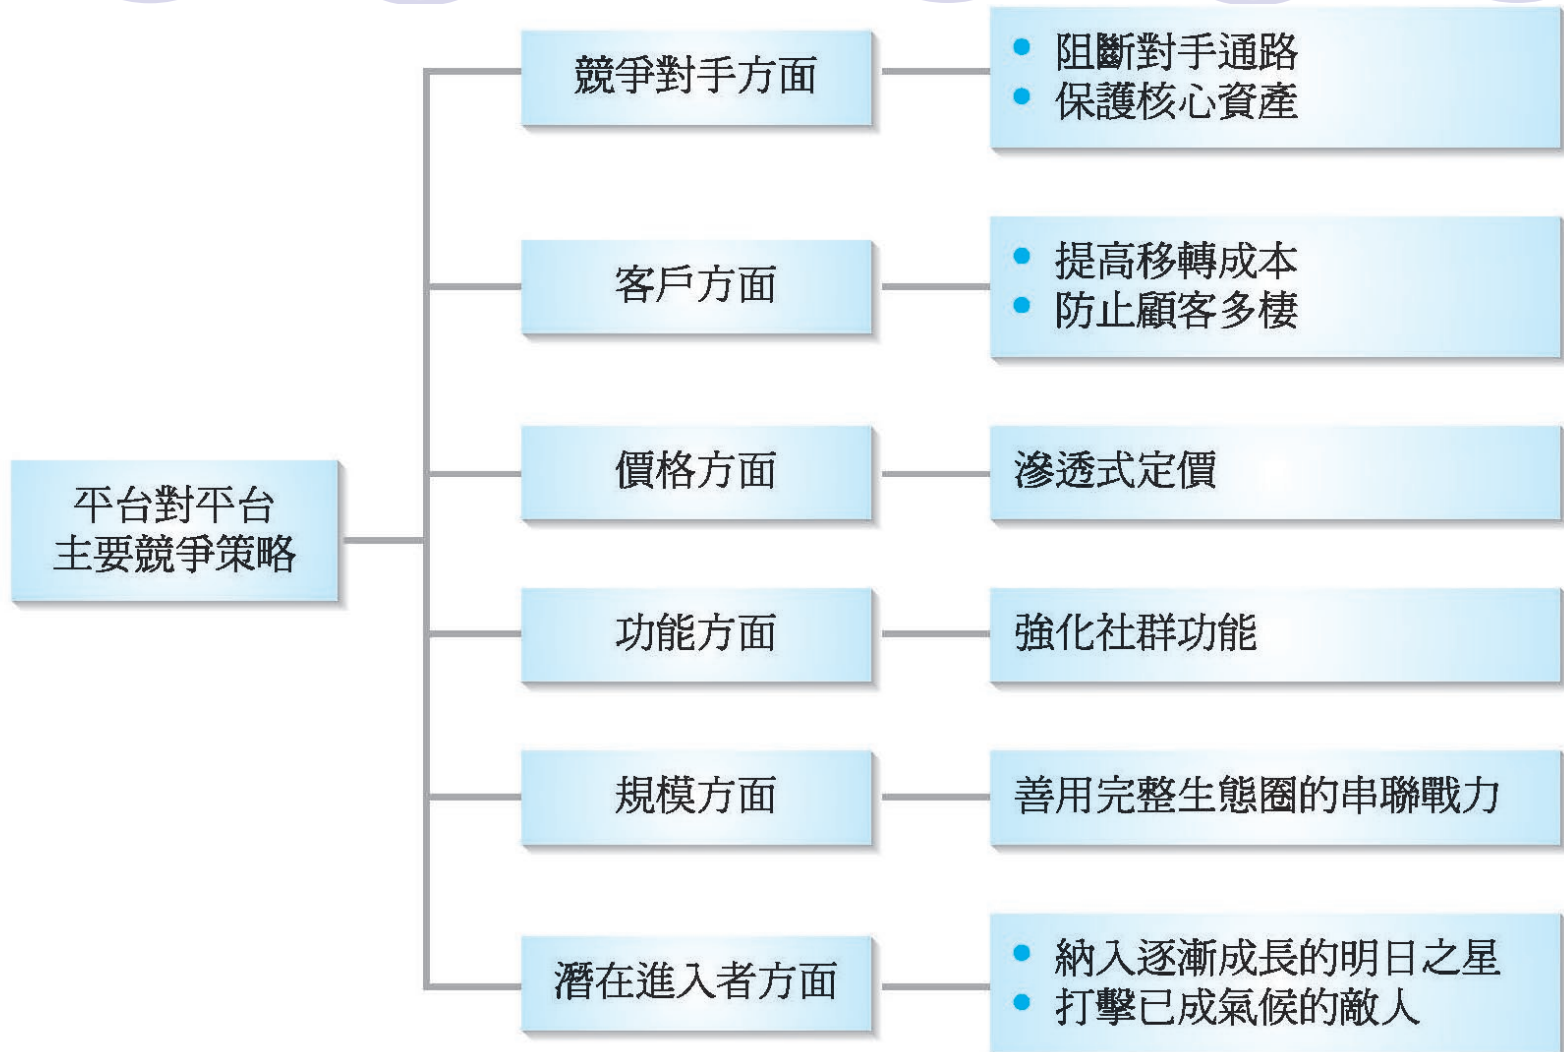 競爭對手方面
• 阻斷對手通路
• 保護核心資產
客戶方面
• 提高移轉成本
• 防止顧客多棲
價格方面
滲透式定價
平台對平台
主要競爭策略
功能方面
強化社群功能
規模方面
善用完整生態圈的串聯戰力
潛在進入者方面
• 納入逐漸成長的明日之星
• 打擊已成氣候的敵人